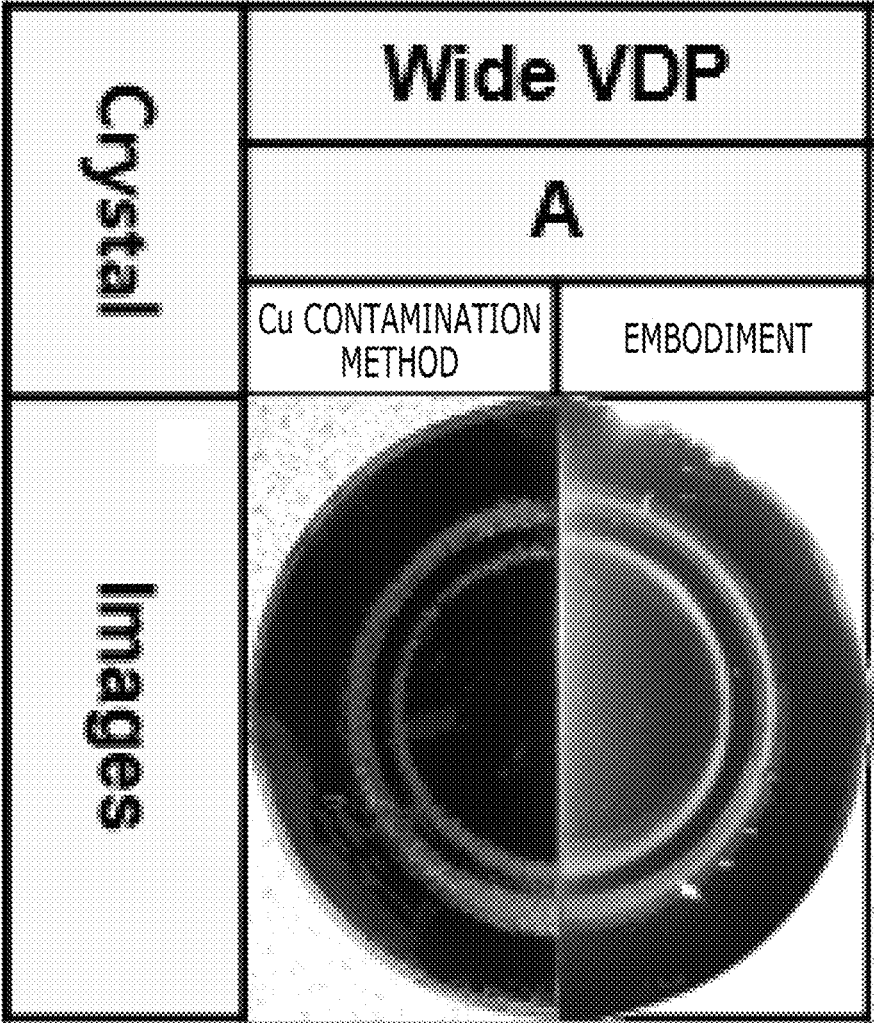 Crystal
Wide VDP
A
Cu CONTAMINATION
METHOD
EMBODIMENT
Images